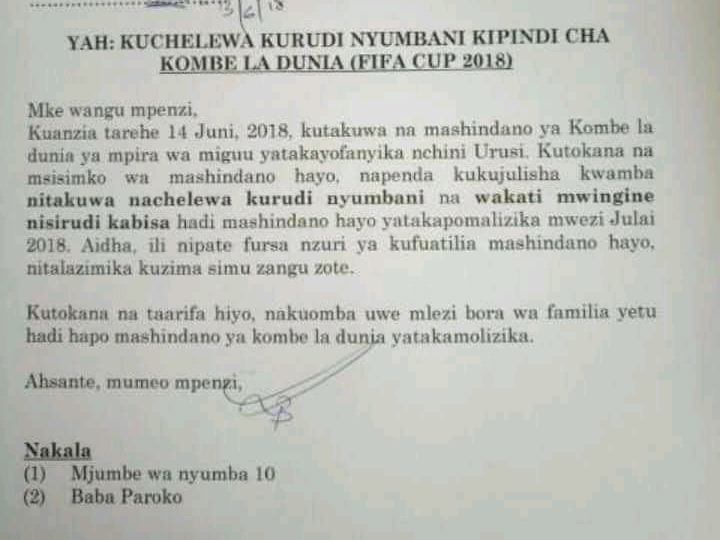 3/6/18
YAH: KUCHELEWA KURUDI NYUMBANI KIPINDI CHA
KOMBE LA DUNIA (FIFA CUP 2018)
Mke wangu mpenzi,
Kuanzia tarehe 14 Juni, 2018, kutakuwa na mashindano ya Kombe la
dunia ya mpira wa miguu yatakayofanyika nchini Urusi. Kutokana na
msisimko wa mashindano hayo, napenda kukujulisha kwamba
nitakuwa nachelewa kurudi nyumbani na wakati mwingine
nisirudi kabisa hadi mashindano hayo yatakapomalizika mwezi Julai
2018. Aidha, ili nipate fursa nzuri ya kufuatilia mashindano hayo,
nitalazimika kuzima simu zangu zote.
Kutokana na taarifa hiyo, nakuomba uwe mlezi bora wa familia yetu
hadi hapo mashindano ya kombe la dunia yatakamolizika.
Ahsante, mumeo mpenzi,
Nakala
(1) Mjumbe wa nyumba 10
(2) Baba Paroko